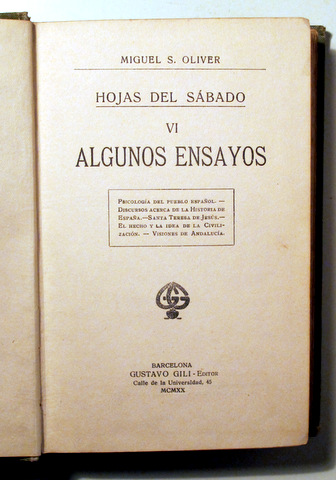 MIGUEL S. OLIVER
HOJAS DEL SÁBADO
VI
ALGUNOS ENSAYOS
PSICOLOGÍA DEL PUEBLO ESPAÑOL. —
DISCURSOS ACERCA DE LA HISTORIA DE
ESPAÑA.—SANTA TERESA DE JESÚS.—
EL HECHO Y LA IDEA DE LA CIVILI-
ZACIÓN. — VISIONES DE ANDALUCÍA.
BARCELONA
GUSTAVO GILI - EDITOR
Calle de la Universidad, 45
MCMXX